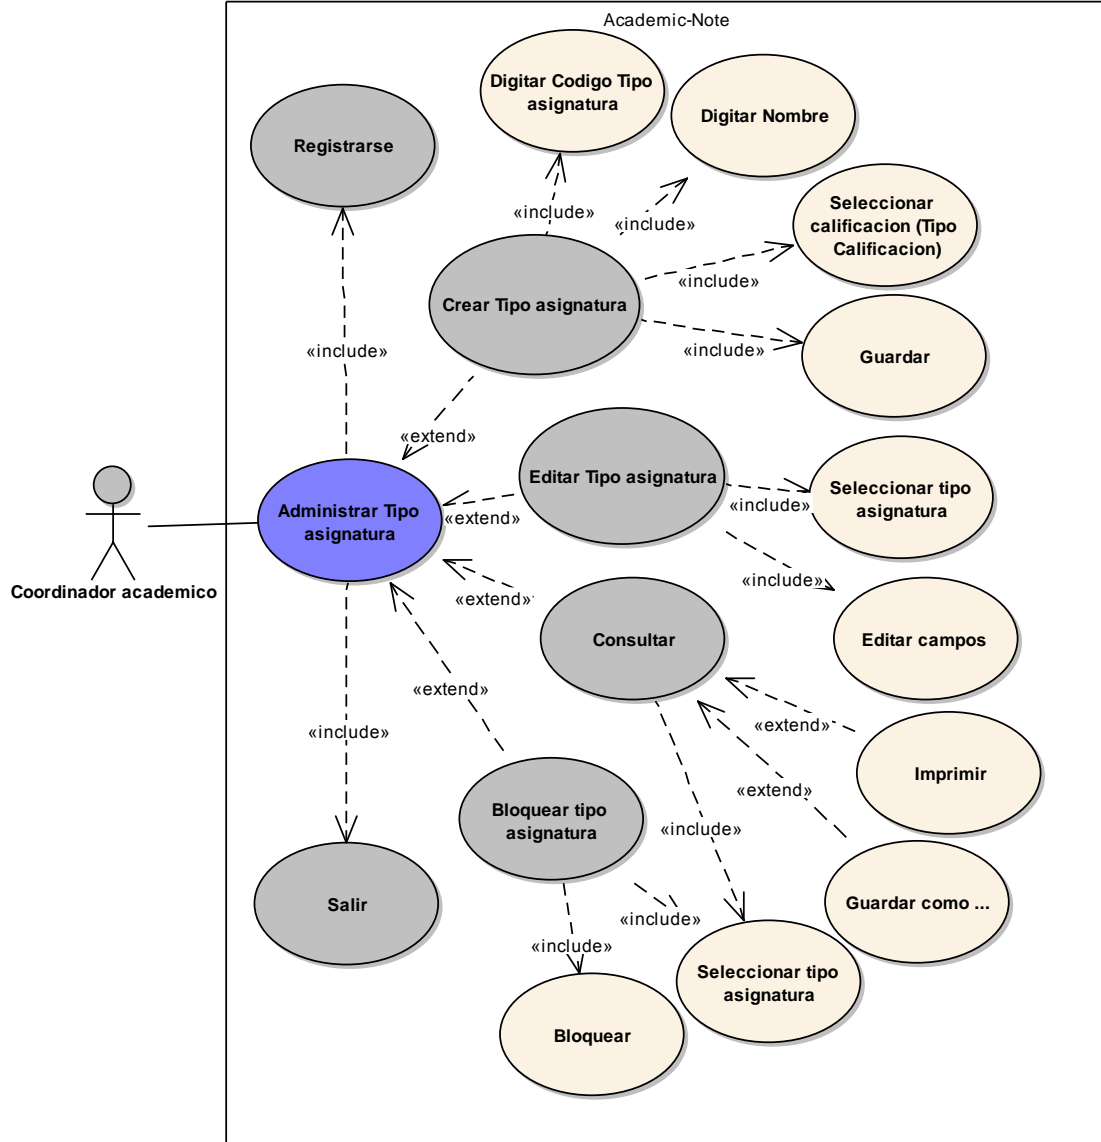 Academic-Note
Digitar Codigo Tipo
asignatura
Digitar Nombre
Registrarse
Seleccionar
calificacion (Tipo
Calificacion)
«include»
«include»
«include»
Crear Tipo asignatura
«include»
«include»
Guardar
«extend»
Editar Tipo asignatura
Seleccionar tipo
asignatura
«include»
Administrar Tipo
asignatura
«extend»
Coordinador academico
«include»
«extend»
Consultar
Editar campos
«extend»
«extend»
«include»
Imprimir
«extend»
Bloquear tipo
asignatura
«include»
Salir
Guardar como ...
«include»
«include»
Seleccionar tipo
asignatura
Bloquear